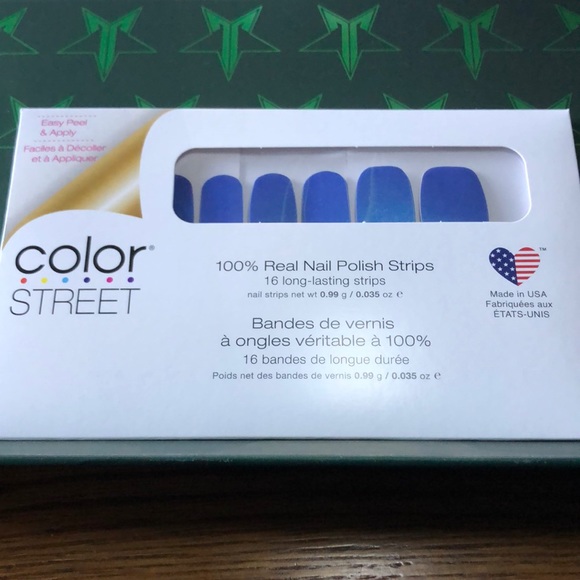 Easy Peel
& Apply
Faciles à Décoller
et à Appliquer
color®
STREET
100% Real Nail Polish Strips
16 long-lasting strips
nail strips net wt 0.99 g / 0.035 oz ℮
Bandes de vernis
à ongles véritable à 100%
16 bandes de longue durée
Poids net des bandes de vernis 0.99 g / 0.035 oz ℮
™
Made in USA
Fabriquées aux
ÉTATS-UNIS